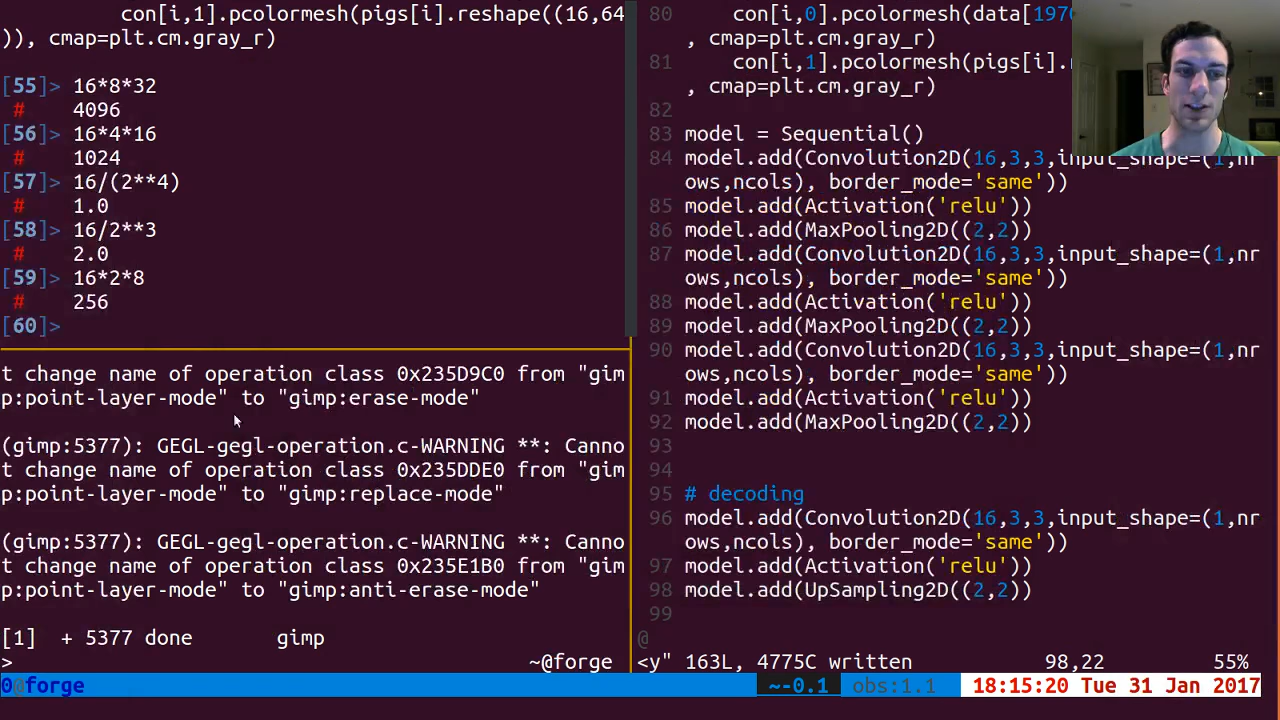 con[i,1].pcolormesh(pigs[i].reshape((16,64
)), cmap=plt.cm.gray_r)
[55]> 16*8*32
# 4096
[56]> 16*4*16
# 1024
[57]> 16/(2**4)
# 1.0
[58]> 16/2**3
# 2.0
[59]> 16*2*8
# 256
[60]>
t change name of operation class 0x235D9C0 from "gim
p:point-layer-mode" to "gimp:erase-mode"
(gimp:5377): GEGL-gegl-operation.c-WARNING **: Canno
t change name of operation class 0x235DDE0 from "gim
p:point-layer-mode" to "gimp:replace-mode"
(gimp:5377): GEGL-gegl-operation.c-WARNING **: Canno
t change name of operation class 0x235E1B0 from "gim
p:point-layer-mode" to "gimp:anti-erase-mode"
[1] + 5377 done gimp
> ~@forge
80 con[i,0].pcolormesh(data[197
, cmap=plt.cm.gray_r)
81 con[i,1].pcolormesh(pigs[i].
, cmap=plt.cm.gray_r)
82
83 model = Sequential()
84 model.add(Convolution2D(16,3,3,input_shape=(1,nr
ows,ncols), border_mode='same'))
85 model.add(Activation('relu'))
86 model.add(MaxPooling2D((2,2))
87 model.add(Convolution2D(16,3,3,input_shape=(1,nr
ows,ncols), border_mode='same'))
88 model.add(Activation('relu'))
89 model.add(MaxPooling2D((2,2))
90 model.add(Convolution2D(16,3,3,input_shape=(1,nr
ows,ncols), border_mode='same'))
91 model.add(Activation('relu'))
92 model.add(MaxPooling2D((2,2))
93
94
95 # decoding
96 model.add(Convolution2D(16,3,3,input_shape=(1,nr
ows,ncols), border_mode='same'))
97 model.add(Activation('relu'))
98 model.add(UpSampling2D((2,2))
99
@
<y" 163L, 4775C written 98,22 55%
0@forge ~-0.1 obs:1.1 18:15:20 Tue 31 Jan 2017